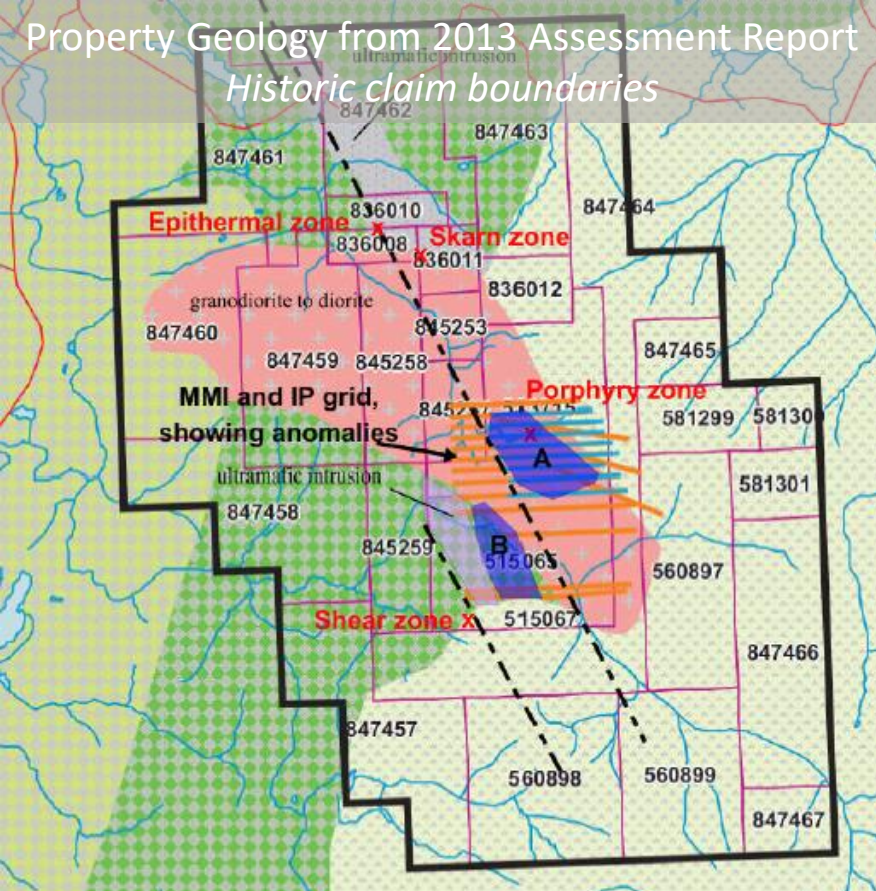 Property Geology from 2013 Assessment Report
ultramafic intrusion
Historic claim boundaries
847462
847463
847461
847464
836010
Epithermal zone
836008
Skarn zone
836011
836012
granodiorite to diorite
845253
847460
847465
847459
845258
MMI and IP grid,
showing anomalies
Porphyry zone
581299
A
ultramafic intrusion
581301
847458
B
845259
515065
560897
Shear zone x
515067
847466
847457
560898
560899
847467